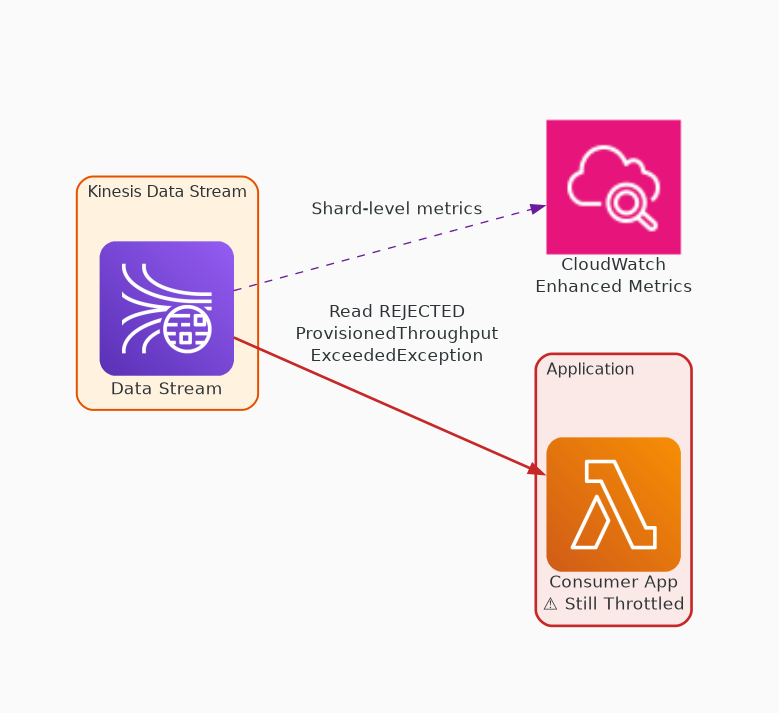 Kinesis Data Stream
Data Stream
Shard-level metrics
CloudWatch
Enhanced Metrics
Read REJECTED
ProvisionedThroughput
ExceededException
Application
Consumer App
⚠ Still Throttled